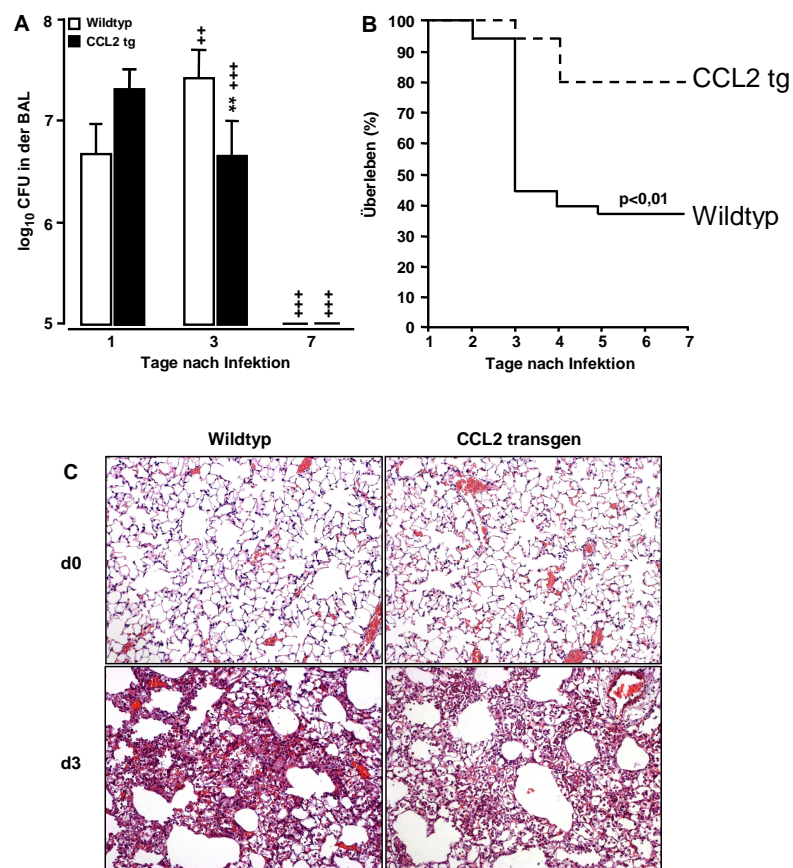 A
8
Wildtyp
CCL2 tg
++
** +++
7
6
5
+++
+++
log10 CFU in der BAL
1
3
7
Tage nach Infektion
B
100
90
80
70
60
50
40
30
20
10
0
Überleben (%)
CCL2 tg
p<0,01
Wildtyp
1
2
3
4
5
6
7
Tage nach Infektion
Wildtyp
CCL2 transgen
C
d0
d3